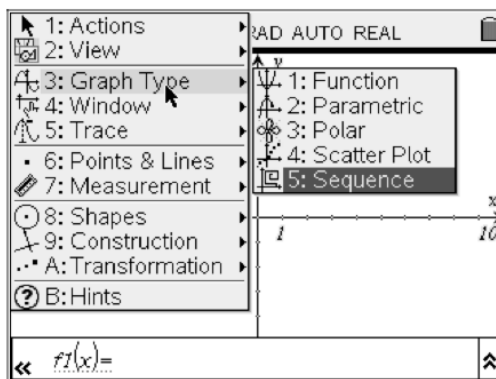 1: Actions
2: View
3: Graph Type
4: Window
5: Trace
6: Points & Lines
7: Measurement
8: Shapes
9: Construction
A: Transformation
B: Hints
RAD AUTO REAL
y
1: Function
2: Parametric
3: Polar
4: Scatter Plot
5: Sequence
x
1
10
f1(x)=